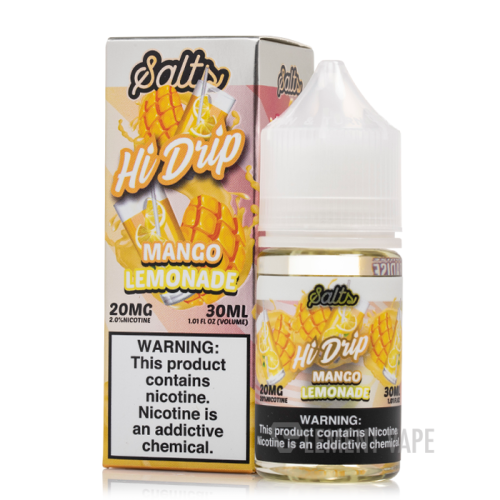 Salts
Hi Drip
MANGO
LEMONADE
20MG 30ML
2.0%NICOTINE 1.01 FL OZ (VOLUME)
WARNING:
This product
contains
nicotine.
Nicotine is
an addictive
chemical.
Salts
Hi Drip
MANGO
LEMONADE
20MG 30ML
WARNING:
This product contains Nicotine
Nicotine is an addictive chemical.
ELEMENT VAPE